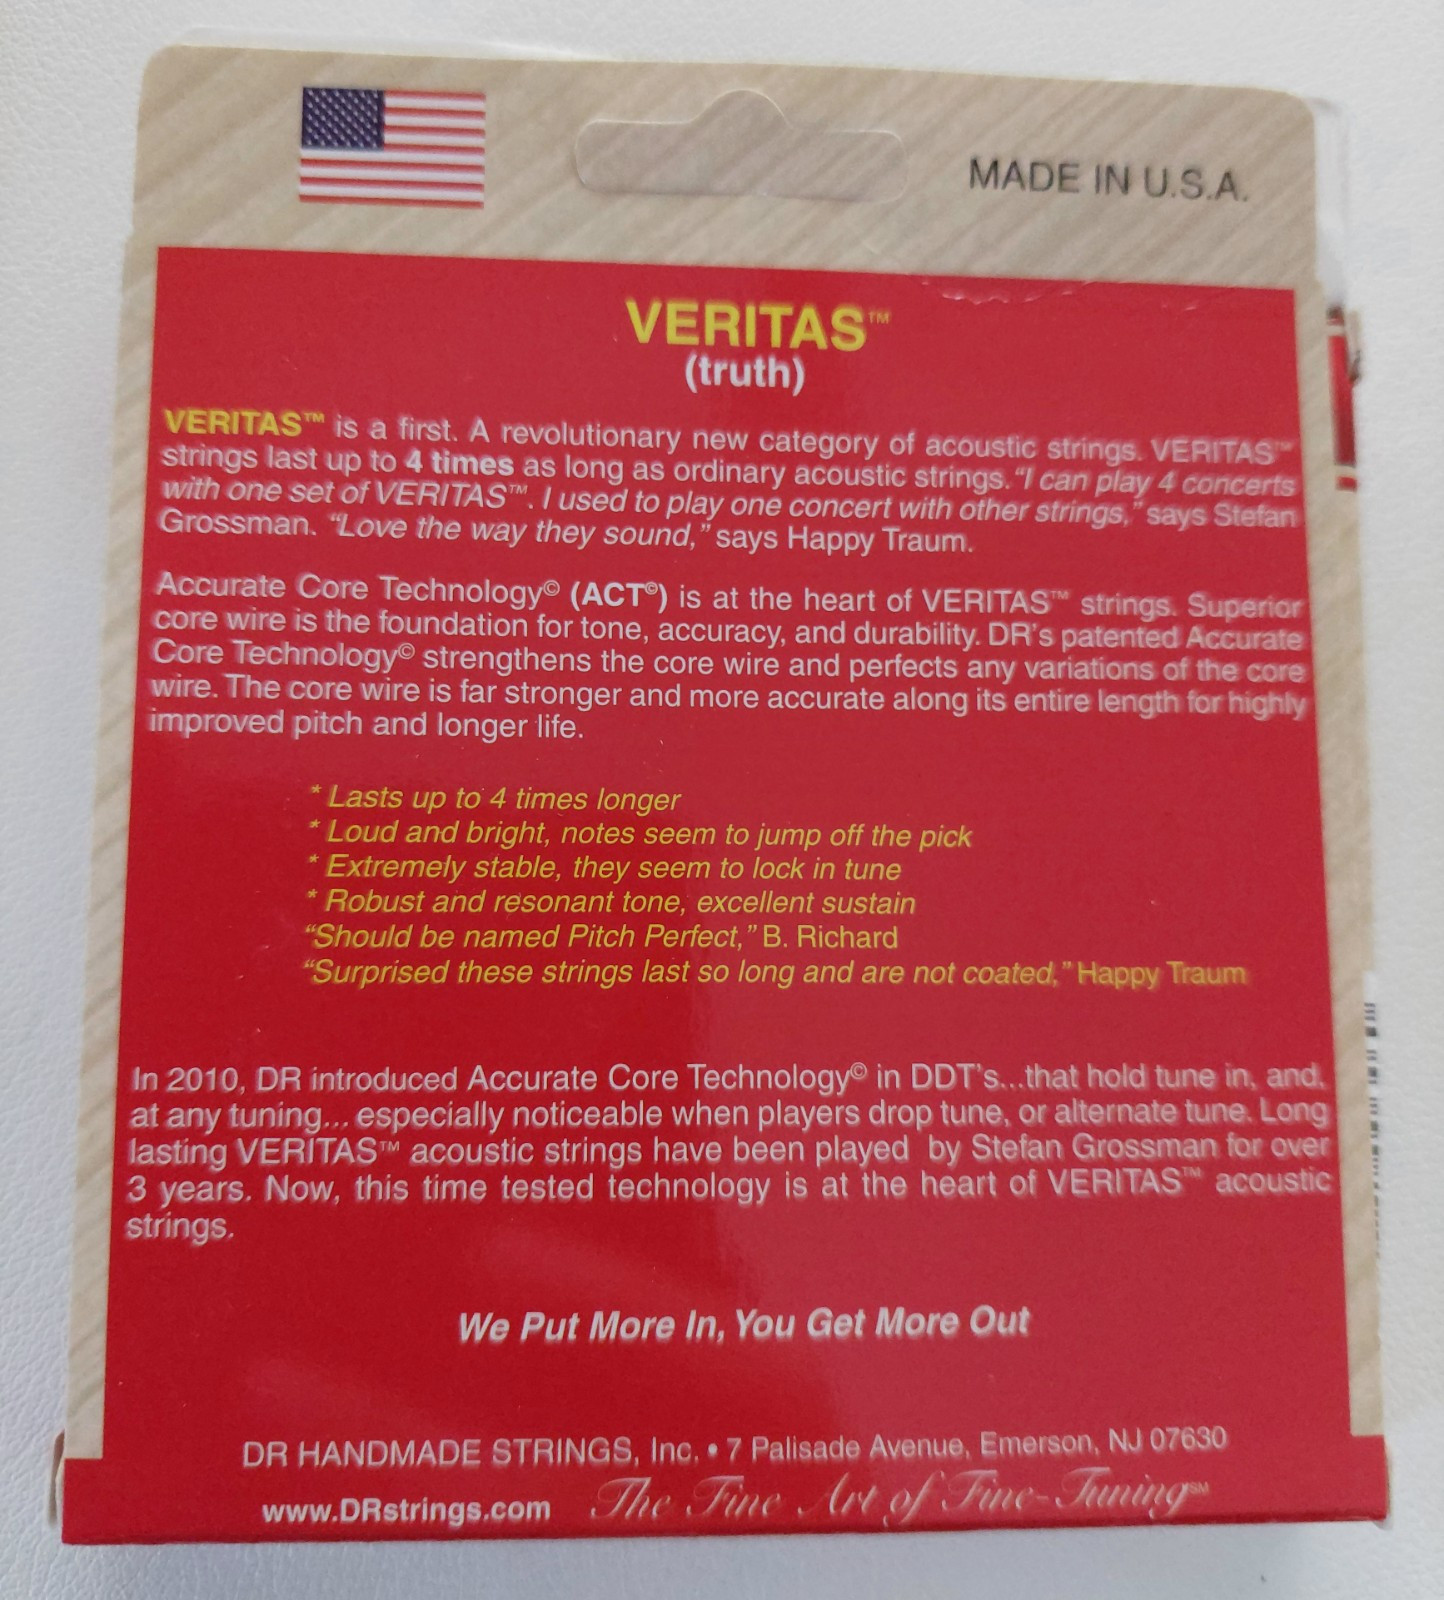 MADE IN U.S.A.
VERITAS™
(truth)
VERITAS™ is a first. A revolutionary new category of acoustic strings. VERITAS™
strings last up to 4 times as long as ordinary acoustic strings. “I can play 4 concerts
with one set of VERITAS™. I used to play one concert with other strings,” says Stefan
Grossman. “Love the way they sound,” says Happy Traum.
Accurate Core Technology© (ACT©) is at the heart of VERITAS™ strings. Superior
core wire is the foundation for tone, accuracy, and durability. DR’s patented Accurate
Core Technology© strengthens the core wire and perfects any variations of the core
wire. The core wire is far stronger and more accurate along its entire length for highly
improved pitch and longer life.
* Lasts up to 4 times longer
* Loud and bright, notes seem to jump off the pick
* Extremely stable, they seem to lock in tune
* Robust and resonant tone, excellent sustain
“Should be named Pitch Perfect,” B. Richard
“Surprised these strings last so long and are not coated,” Happy Traum
In 2010, DR introduced Accurate Core Technology© in DDT’s...that hold tune in, and,
at any tuning... especially noticeable when players drop tune, or alternate tune. Long
lasting VERITAS™ acoustic strings have been played by Stefan Grossman for over
3 years. Now, this time tested technology is at the heart of VERITAS™ acoustic
strings.
We Put More In, You Get More Out
DR HANDMADE STRINGS, Inc. • 7 Palisade Avenue, Emerson, NJ 07630
www.DRstrings.com The Fine Art of Fine-Tuning℠